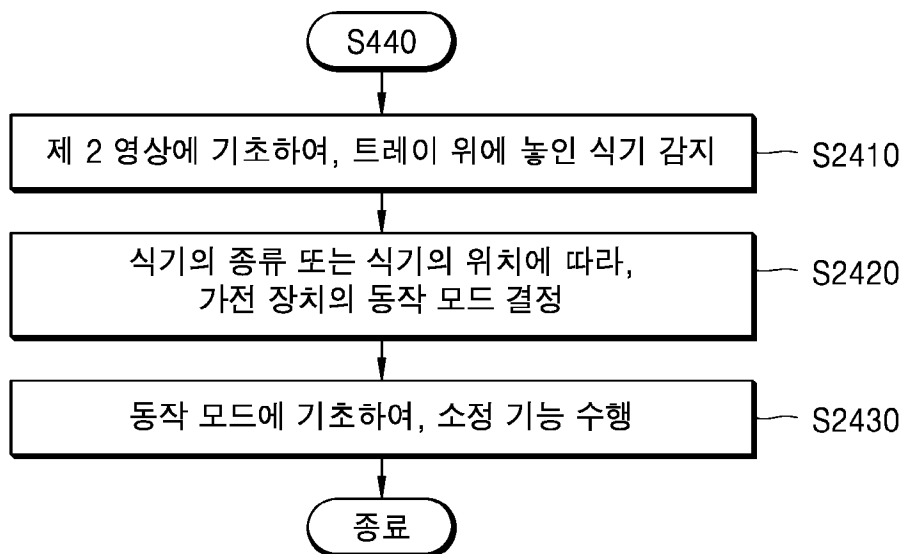 S440
제 2 영상에 기초하여, 트레이 위에 놓인 식기 감지
S2410
식기의 종류 또는 식기의 위치에 따라,
가전 장치의 동작 모드 결정
S2420
동작 모드에 기초하여, 소정 기능 수행
S2430
종료